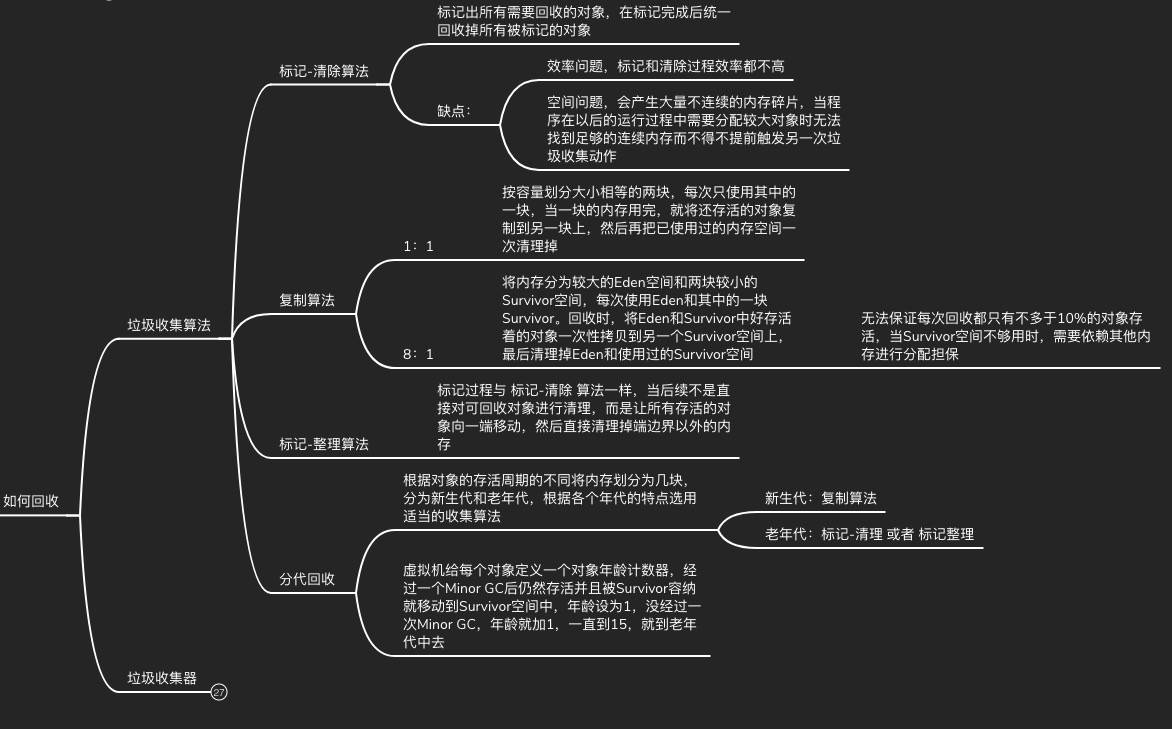 标记出所有需要回收的对象，在标记完成后统一
回收掉所有被标记的对象
标记-清除算法
效率问题，标记和清除过程效率都不高
缺点：
空间问题，会产生大量不连续的内存碎片，当程
序在以后的运行过程中需要分配较大对象时无法
找到足够的连续内存而不得不提前触发另一次垃
圾收集动作
按容量划分大小相等的两块，每次只使用其中的
一块，当一块的内存用完，就将还存活的对象复
制到另一块上，然后再把已使用过的内存空间一
次清理掉
1：1
复制算法
将内存分为较大的Eden空间和两块较小的
Survivor空间，每次使用Eden和其中的一块
Survivor。回收时，将Eden和Survivor中好存活
着的对象一次性拷贝到另一个Survivor空间上，
最后清理掉Eden和使用过的Survivor空间
8：1
无法保证每次回收都只有不多于10%的对象存
活，当Survivor空间不够用时，需要依赖其他内
存进行分配担保
垃圾收集算法
标记过程与 标记-清除 算法一样，当后续不是直
接对可回收对象进行清理，而是让所有存活的对
象向一端移动，然后直接清理掉端边界以外的内
存
标记-整理算法
如何回收
根据对象的存活周期的不同将内存划分为几块，
分为新生代和老年代，根据各个年代的特点选用
适当的收集算法
新生代：复制算法
老年代：标记-清理 或者 标记整理
分代回收
虚拟机给每个对象定义一个对象年龄计数器，经
过一个Minor GC后仍然存活并且被Survivor容纳
就移动到Survivor空间中，年龄设为1，没经过一
次Minor GC，年龄就加1，一直到15，就到老年
代中去
垃圾收集器
27